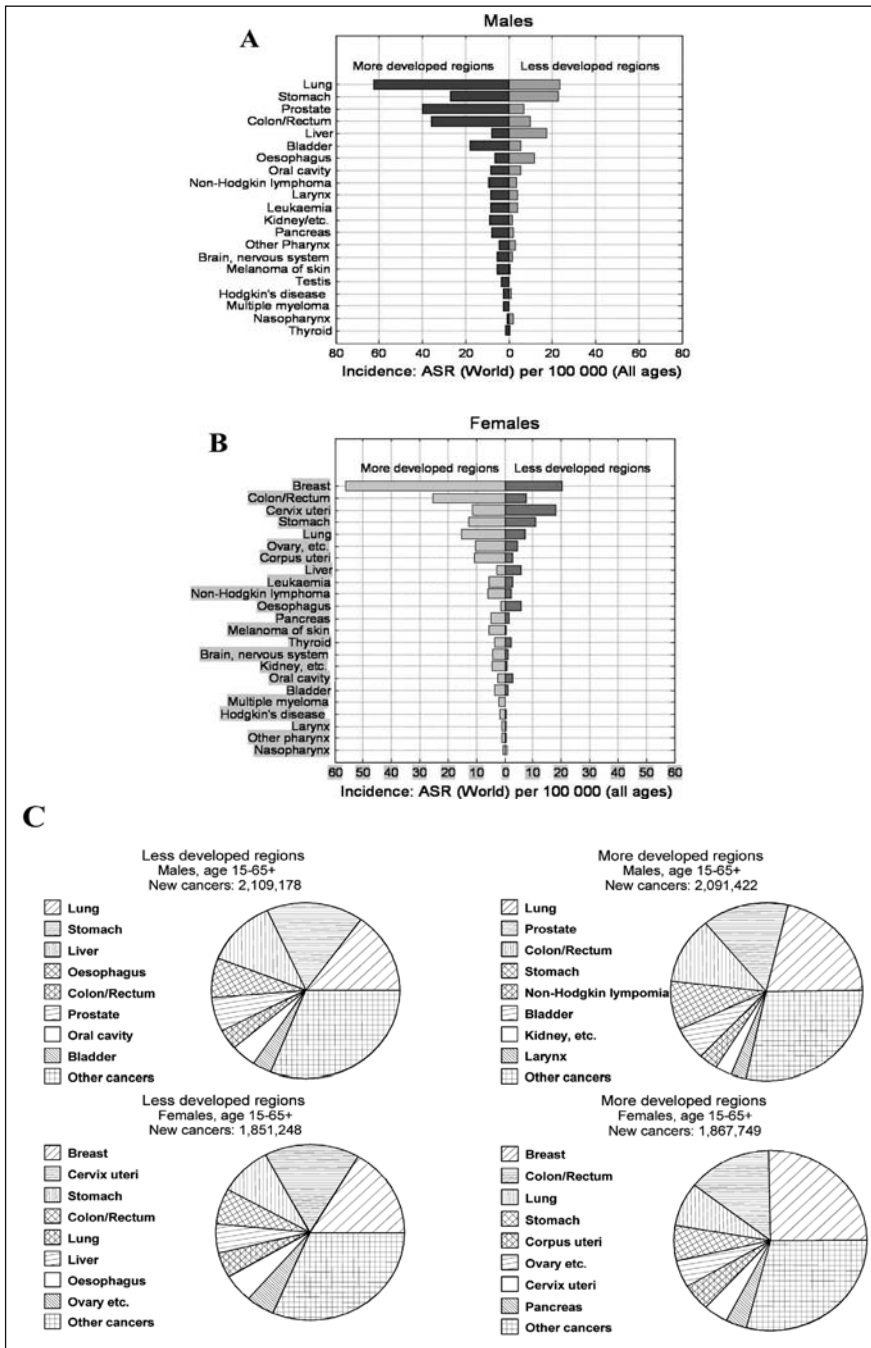 A
Males
More developed regions
Less developed regions
Lung
Stomach
Prostate
Colon/Rectum
Liver
Bladder
Oesophagus
Oral cavity
Non-Hodgkin lymphoma
Larynx
Leukaemia
Kidney/etc.
Pancreas
Other Pharynx
Brain, nervous system
Melanoma of skin
Testis
Hodgkin's disease
Multiple myeloma
Nasopharynx
Thyroid
80 60 40 20 0 20 40 60 80
Incidence: ASR (World) per 100 000 (All ages)
B
Females
More developed regions
Less developed regions
Breast
Colon/Rectum
Cervix uteri
Stomach
Lung
Ovary, etc.
Corpus uteri
Liver
Leukaemia
Non-Hodgkin lymphoma
Oesophagus
Pancreas
Melanoma of skin
Thyroid
Brain, nervous system
Kidney, etc.
Oral cavity
Bladder
Multiple myeloma
Hodgkin's disease
Larynx
Other pharynx
Nasopharynx
60 50 40 30 20 10 0 10 20 30 40 50 60
Incidence: ASR (World) per 100 000 (all ages)
C
Less developed regions
Males, age 15-65+
New cancers: 2,109,178
Lung
Stomach
Liver
Oesophagus
Colon/Rectum
Prostate
Oral cavity
Bladder
Other cancers
More developed regions
Males, age 15-65+
New cancers: 2,091,422
Lung
Prostate
Colon/Rectum
Stomach
Non-Hodgkin lympomia
Bladder
Kidney, etc.
Larynx
Other cancers
Less developed regions
Females, age 15-65+
New cancers: 1,851,248
Breast
Cervix uteri
Stomach
Colon/Rectum
Lung
Liver
Oesophagus
Ovary etc.
Other cancers
More developed regions
Females, age 15-65+
New cancers: 1,867,749
Breast
Colon/Rectum
Lung
Stomach
Corpus uteri
Ovary etc.
Cervix uteri
Pancreas
Other cancers